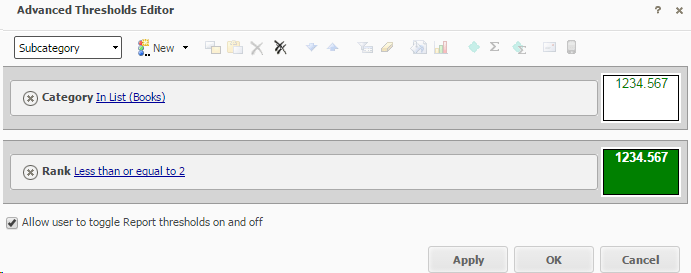 Advanced Thresholds Editor ? ×
Subcategory New Σ
Category In List (Books) 1234.567
Rank Less than or equal to 2 1234.567
Allow user to toggle Report thresholds on and off
Apply OK Cancel